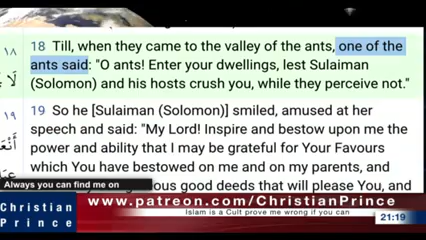 18 Till, when they came to the valley of the ants, one of the
ants said: "O ants! Enter your dwellings, lest Sulaiman
(Solomon) and his hosts crush you, while they perceive not."
19 So he [Sulaiman (Solomon)] smiled, amused at her
speech and said: "My Lord! Inspire and bestow upon me the
power and ability that I may be grateful for Your Favours
which You have bestowed on me and on my parents, and
good deeds that will please You, and
١٨
١٩
Always you can find me on
Christian
Prince
www.patreon.com/ChristianPrince
Islam is a Cult prove me wrong if you can
21:19